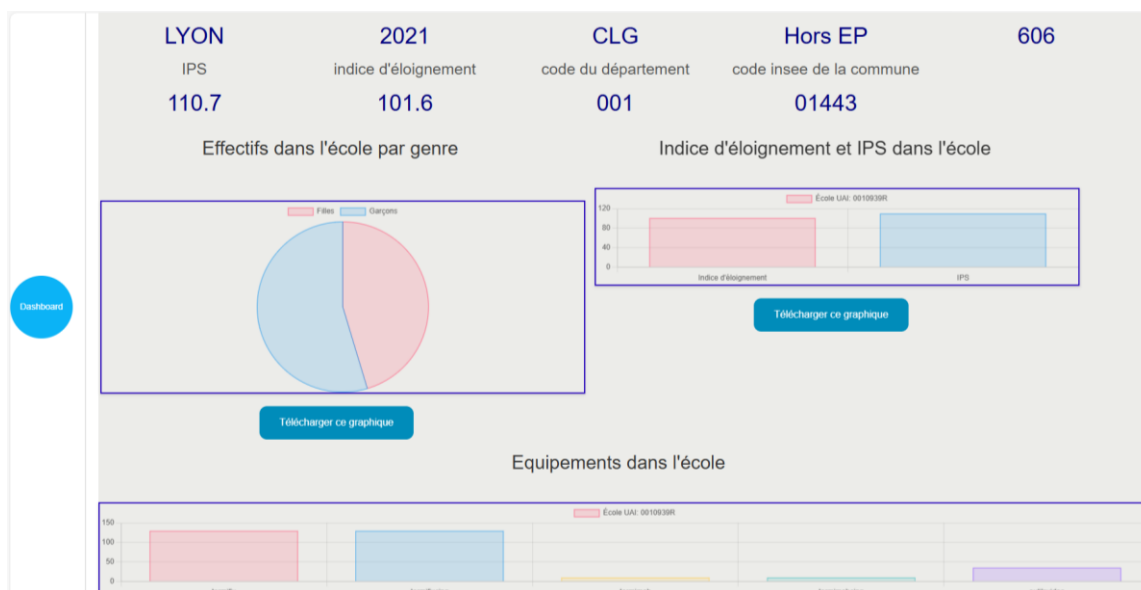 LYON 2021 CLG Hors EP 606
IPS indice d'éloignement code du département code insee de la commune
110.7 101.6 001 01443
Effectifs dans l'école par genre Indice d'éloignement et IPS dans l'école
École UAI: 0010939R
Filles Garçons
120
80
40
0
Indice d'éloignement IPS
Dashboard
Télécharger ce graphique
Télécharger ce graphique
Equipements dans l'école
École UAI: 0010939R
150
100
50
0